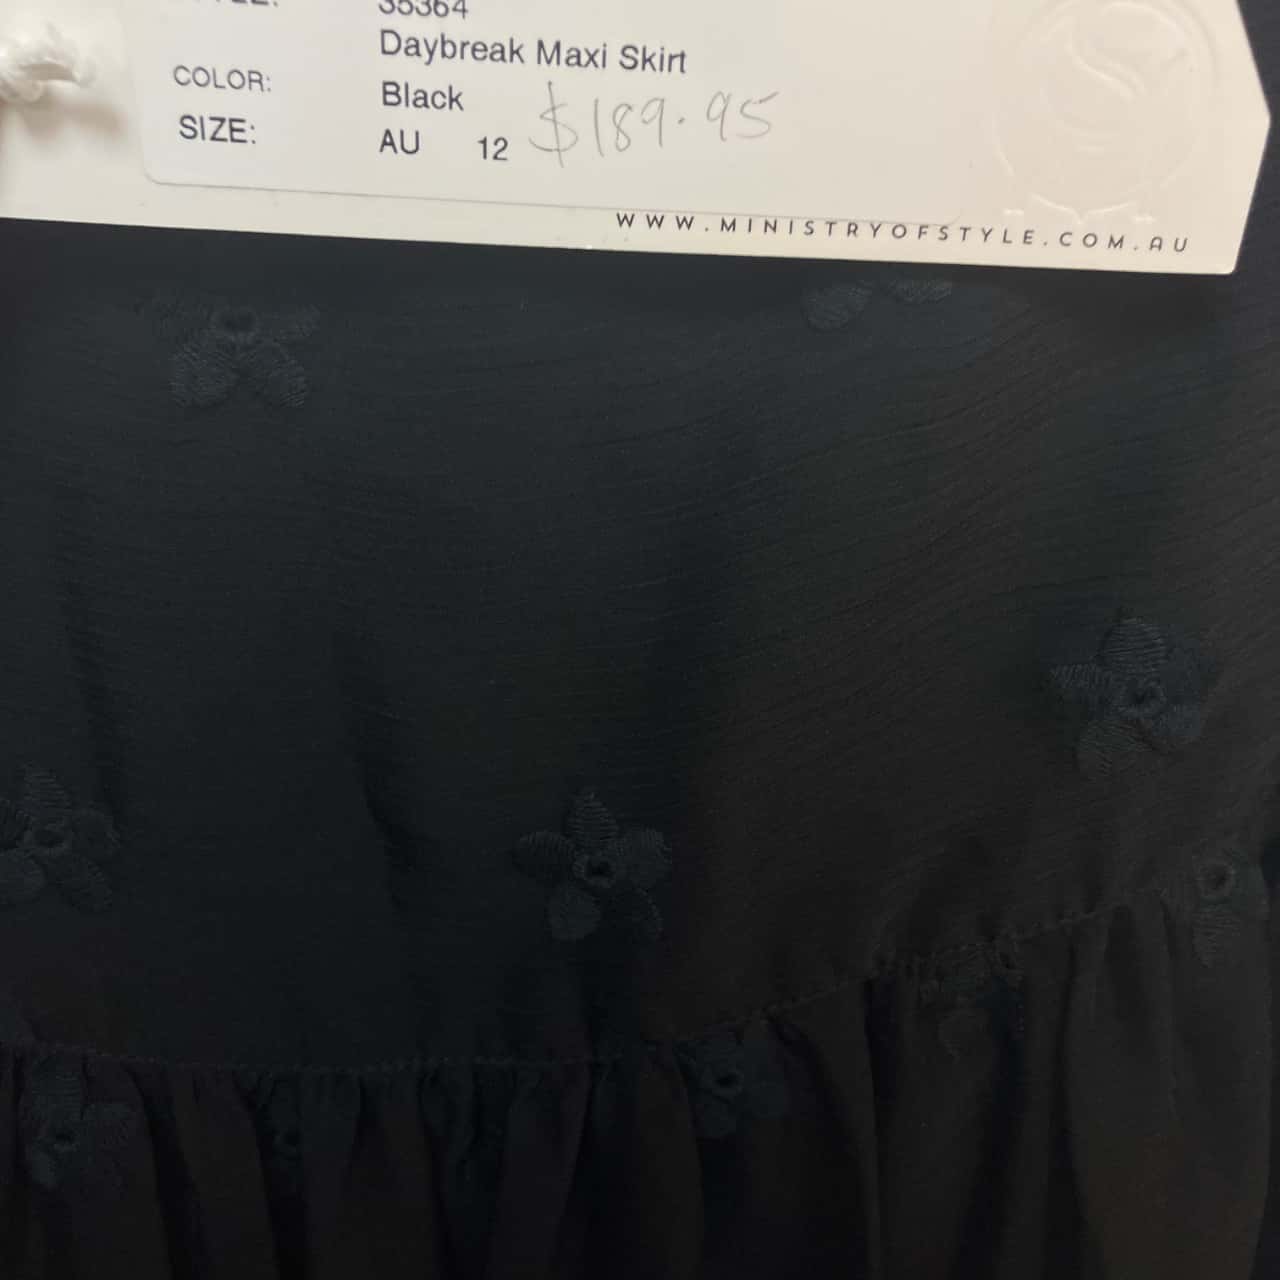 35364
Daybreak Maxi Skirt
COLOR: Black
SIZE: AU 12 $189.95
WWW.MINISTRYOFSTYLE.COM.AU